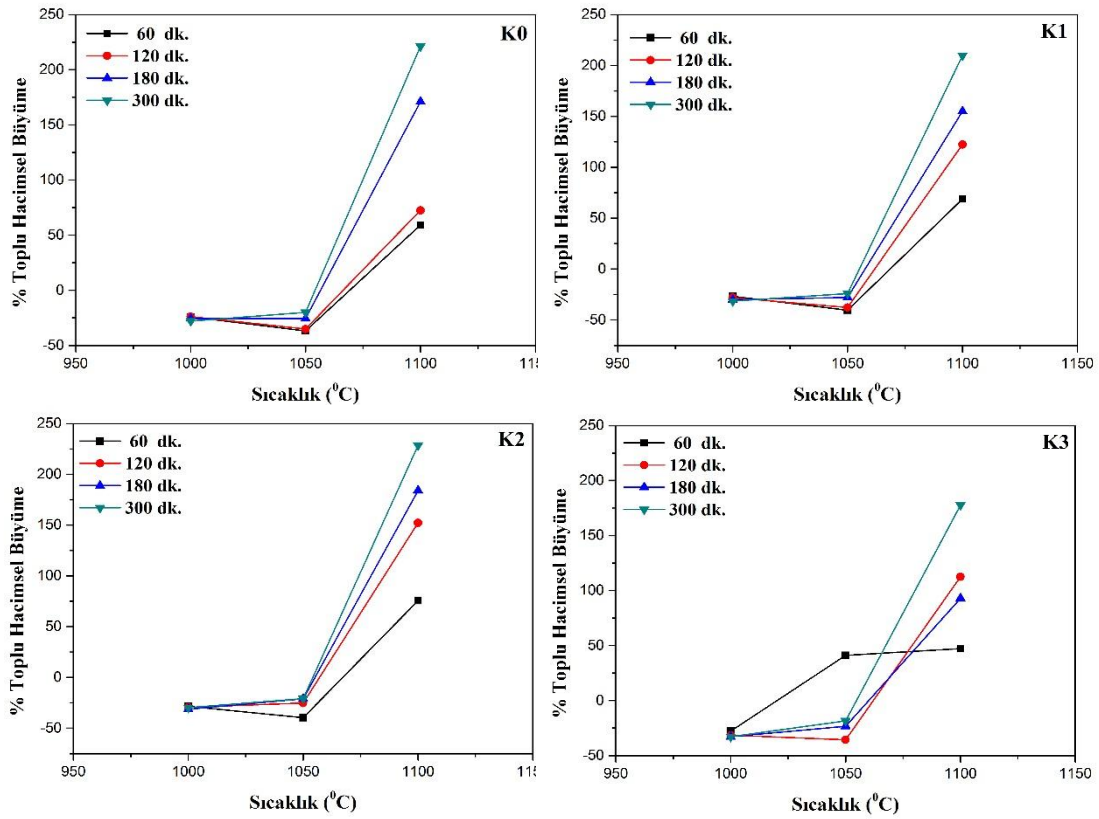 K0
60 dk.
120 dk.
180 dk.
300 dk.
% Toplu Hacimsel Büyüme
250
200
150
100
50
0
-50
950 1000 1050 1100 115
Sıcaklık (⁰C)
K1
60 dk.
120 dk.
180 dk.
300 dk.
% Toplu Hacimsel Büyüme
250
200
150
100
50
0
-50
950 1000 1050 1100 1150
Sıcaklık (⁰C)
K2
60 dk.
120 dk.
180 dk.
300 dk.
% Toplu Hacimsel Büyüme
250
200
150
100
50
0
-50
950 1000 1050 1100 115
Sıcaklık (⁰C)
K3
60 dk.
120 dk.
180 dk.
300 dk.
% Toplu Hacimsel Büyüme
250
200
150
100
50
0
-50
950 1000 1050 1100 1150
Sıcaklık (⁰C)